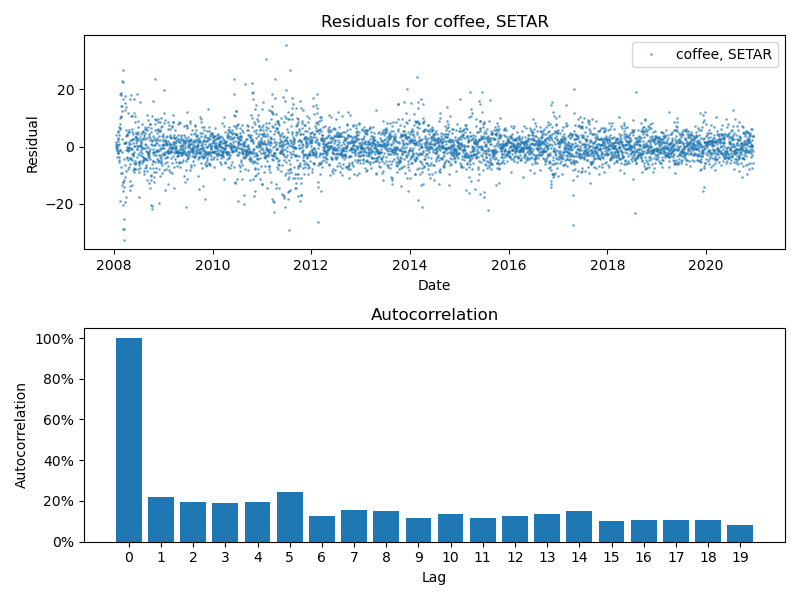 Residuals for coffee, SETAR
coffee, SETAR
Residual
20
0
−20
2008 2010 2012 2014 2016 2018 2020
Date
Autocorrelation
Autocorrelation
100%
80%
60%
40%
20%
0%
0 1 2 3 4 5 6 7 8 9 10 11 12 13 14 15 16 17 18 19
Lag